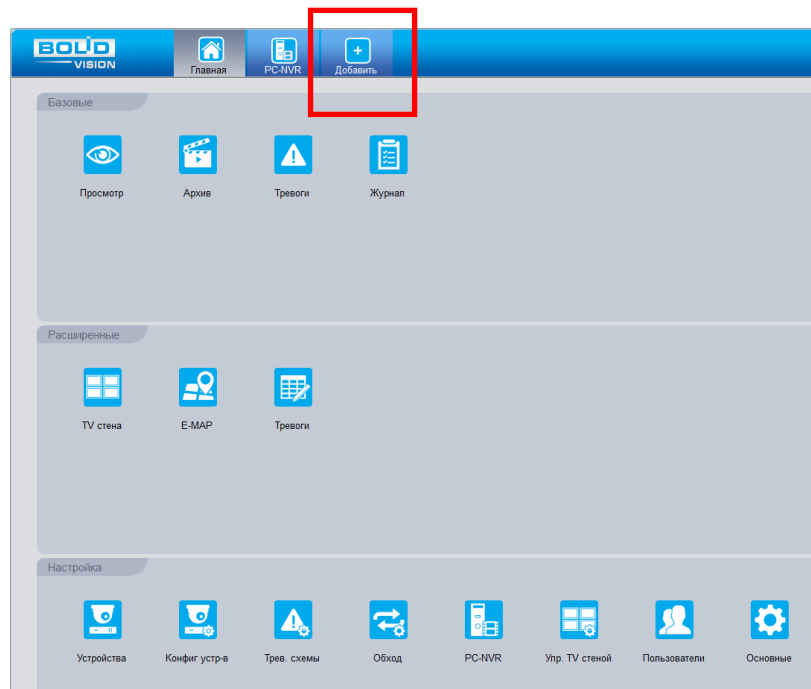 BOLID
VISION
Главная
PC-NVR
Добавить
Базовые
Просмотр
Архив
Тревоги
Журнал
Расширенные
TV стена
E-MAP
Тревоги
Настройка
Устройства
Конфиг устр-в
Трев. схемы
Обход
PC-NVR
Упр. TV стеной
Пользователи
Основные